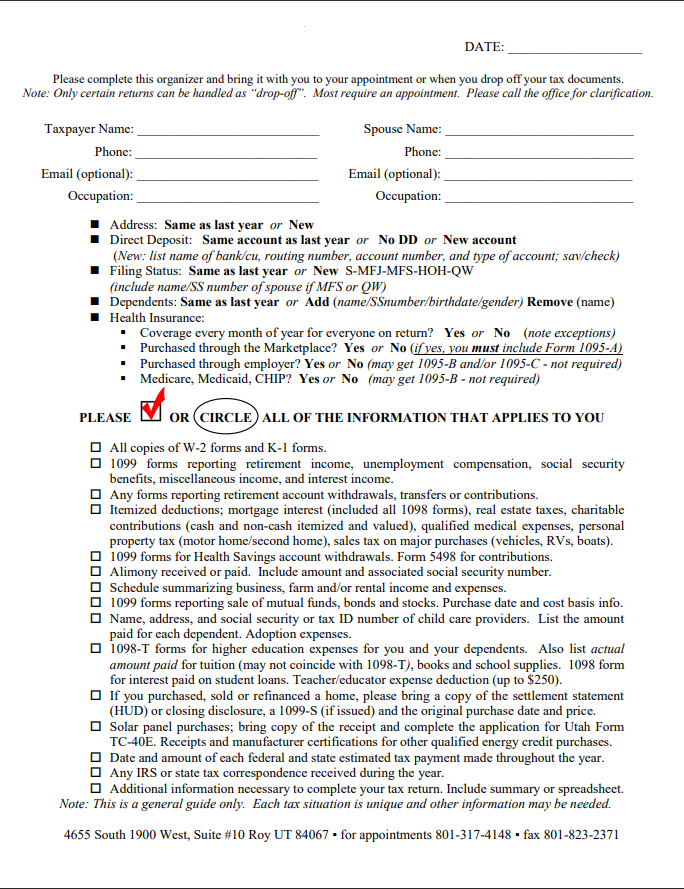 DATE: ____________________
Please complete this organizer and bring it with you to your appointment or when you drop off your tax documents.
Note: Only certain returns can be handled as “drop-off”. Most require an appointment. Please call the office for clarification.
Taxpayer Name: ____________________________ Spouse Name: ____________________________
Phone: ____________________________ Phone: ____________________________
Email (optional): ____________________________ Email (optional): ____________________________
Occupation: ____________________________ Occupation: ____________________________
■ Address: Same as last year or New
■ Direct Deposit: Same account as last year or No DD or New account
(New: list name of bank/cu, routing number, account number, and type of account; sav/check)
■ Filing Status: Same as last year or New S-MFJ-MFS-HOH-QW
(include name/SS number of spouse if MFS or QW)
■ Dependents: Same as last year or Add (name/SSnumber/birthdate/gender) Remove (name)
■ Health Insurance:
▪ Coverage every month of year for everyone on return? Yes or No (note exceptions)
▪ Purchased through the Marketplace? Yes or No (if yes, you must include Form 1095-A)
▪ Purchased through employer? Yes or No (may get 1095-B and/or 1095-C - not required)
▪ Medicare, Medicaid, CHIP? Yes or No (may get 1095-B - not required)
PLEASE ☑ OR CIRCLE ALL OF THE INFORMATION THAT APPLIES TO YOU
☐ All copies of W-2 forms and K-1 forms.
☐ 1099 forms reporting retirement income, unemployment compensation, social security
benefits, miscellaneous income, and interest income.
☐ Any forms reporting retirement account withdrawals, transfers or contributions.
☐ Itemized deductions; mortgage interest (included all 1098 forms), real estate taxes, charitable
contributions (cash and non-cash itemized and valued), qualified medical expenses, personal
property tax (motor home/second home), sales tax on major purchases (vehicles, RVs, boats).
☐ 1099 forms for Health Savings account withdrawals. Form 5498 for contributions.
☐ Alimony received or paid. Include amount and associated social security number.
☐ Schedule summarizing business, farm and/or rental income and expenses.
☐ 1099 forms reporting sale of mutual funds, bonds and stocks. Purchase date and cost basis info.
☐ Name, address, and social security or tax ID number of child care providers. List the amount
paid for each dependent. Adoption expenses.
☐ 1098-T forms for higher education expenses for you and your dependents. Also list actual
amount paid for tuition (may not coincide with 1098-T), books and school supplies. 1098 form
for interest paid on student loans. Teacher/educator expense deduction (up to $250).
☐ If you purchased, sold or refinanced a home, please bring a copy of the settlement statement
(HUD) or closing disclosure, a 1099-S (if issued) and the original purchase date and price.
☐ Solar panel purchases; bring copy of the receipt and complete the application for Utah Form
TC-40E. Receipts and manufacturer certifications for other qualified energy credit purchases.
☐ Date and amount of each federal and state estimated tax payment made throughout the year.
☐ Any IRS or state tax correspondence received during the year.
☐ Additional information necessary to complete your tax return. Include summary or spreadsheet.
Note: This is a general guide only. Each tax situation is unique and other information may be needed.
4655 South 1900 West, Suite #10 Roy UT 84067 ▪ for appointments 801-317-4148 ▪ fax 801-823-2371